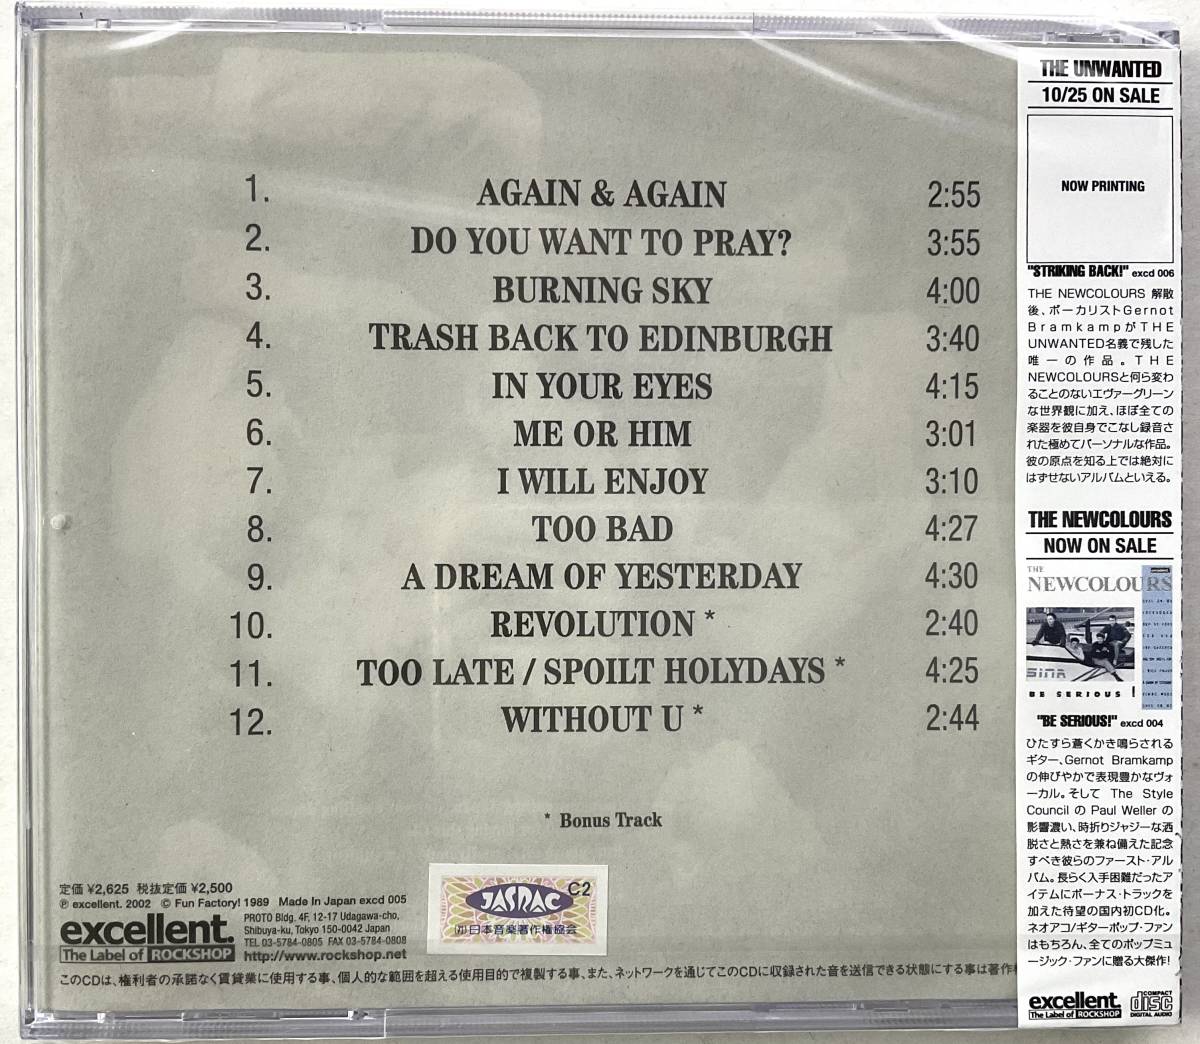 1. AGAIN & AGAIN 2:55
2. DO YOU WANT TO PRAY? 3:55
3. BURNING SKY 4:00
4. TRASH BACK TO EDINBURGH 3:40
5. IN YOUR EYES 4:15
6. ME OR HIM 3:01
7. I WILL ENJOY 3:10
8. TOO BAD 4:27
9. A DREAM OF YESTERDAY 4:30
10. REVOLUTION * 2:40
11. TOO LATE / SPOILT HOLYDAYS * 4:25
12. WITHOUT U * 2:44
* Bonus Track
定価 ¥2,625 税抜定価 ¥2,500
℗ excellent. 2002 © Fun Factory! 1989 Made In Japan excd 005
excellent.
The Label of ROCKSHOP
PROTO Bldg. 4F, 12-17 Udagawa-cho,
Shibuya-ku, Tokyo 150-0042 Japan
TEL 03-5784-0805 FAX 03-5784-0808
http://www.rockshop.net
C2
JASRAC
(社)日本音楽著作権協会
このCDは、権利者の承諾なく賃貸業に使用する事、個人的な範囲を超える使用目的で複製する事、また、ネットワークを通じてこのCDに収録された音を送信できる状態にする事は著作権
THE UNWANTED
10/25 ON SALE
NOW PRINTING
"STRIKING BACK!" excd 006
THE NEWCOLOURS 解散
後、ボーカリストGernot
BramkampがTHE
UNWANTED名義で残した
唯一の作品。THE
NEWCOLOURSと何ら変わ
ることのないエヴァーグリーン
な世界観に加え、ほぼ全ての
楽器を彼自身でこなし録音さ
れた極めてパーソナルな作品。
彼の原点を知る上では絶対に
はずせないアルバムといえる。
THE NEWCOLOURS
NOW ON SALE
THE
NEWCOLOURS
BE SERIOUS !
"BE SERIOUS!" excd 004
ひたすら蒼くかき鳴らされる
ギター、Gernot Bramkamp
の伸びやかで表現豊かなヴォ
ーカル。そして The Style
Council の Paul Weller の
影響濃い、時折りジャジーな洒
脱さと熱さを兼ね備えた記念
すべき彼らのファースト・アル
バム。長らく入手困難だったア
イテムにボーナス・トラックを
加えた待望の国内初CD化。
ネオアコ/ギターポップ・ファン
はもちろん、全てのポップミュ
ージック・ファンに贈る大傑作!
excellent.
The Label of ROCKSHOP
COMPACT
disc
DIGITAL AUDIO